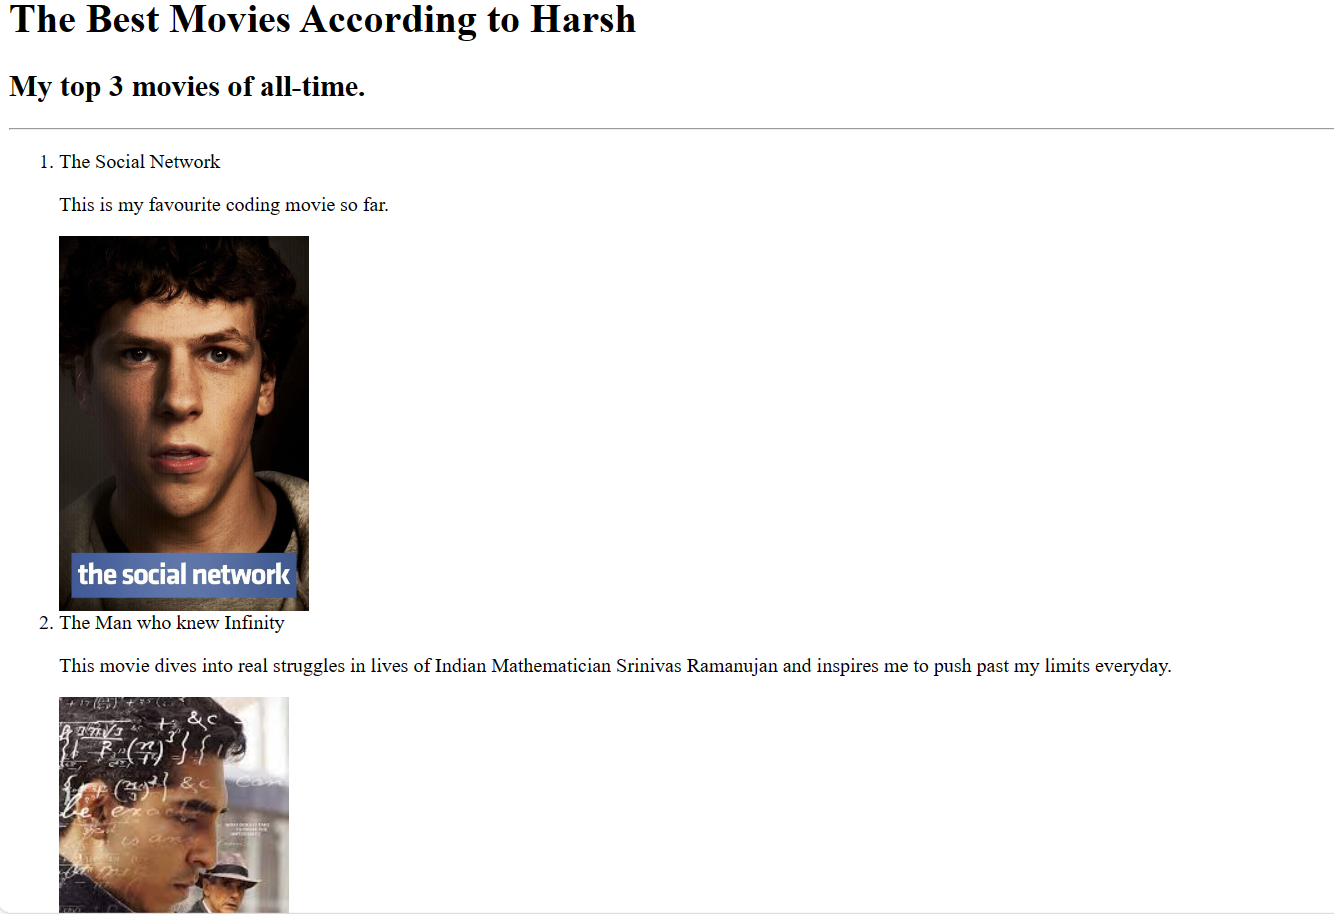 The Best Movies According to Harsh
My top 3 movies of all-time.
1. The Social Network
This is my favourite coding movie so far.
the social network
2. The Man who knew Infinity
This movie dives into real struggles in lives of Indian Mathematician Srinivas Ramanujan and inspires me to push past my limits everyday.